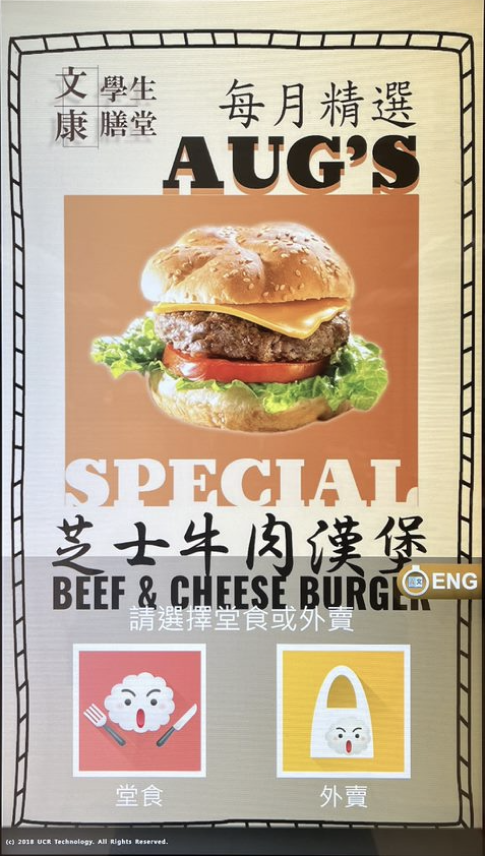 文學生
康膳堂
每月精選
AUG'S
SPECIAL
芝士牛肉漢堡
BEEF & CHEESE BURGER
ENG
請選擇堂食或外賣
堂食
外賣
(c) 2018 UCR Technology. All Rights Reserved.